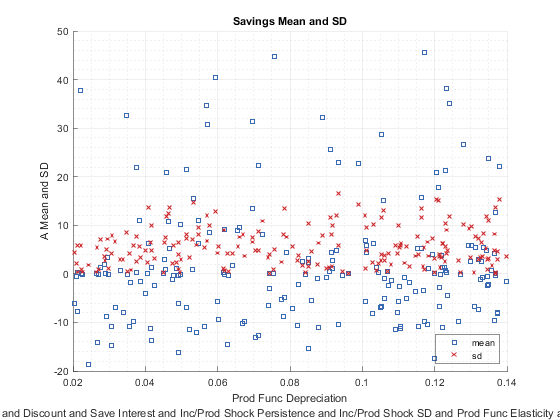 Savings Mean and SD
50
40
30
20
10
0
-10
-20
A Mean and SD
mean
sd
0.02 0.04 0.06 0.08 0.1 0.12 0.14
Prod Func Depreciation
and Discount and Save Interest and Inc/Prod Shock Persistence and Inc/Prod Shock SD and Prod Func Elasticity a